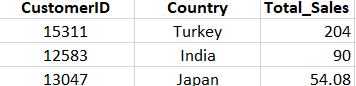 CustomerID Country Total_Sales
15311 Turkey 204
12583 India 90
13047 Japan 54.08